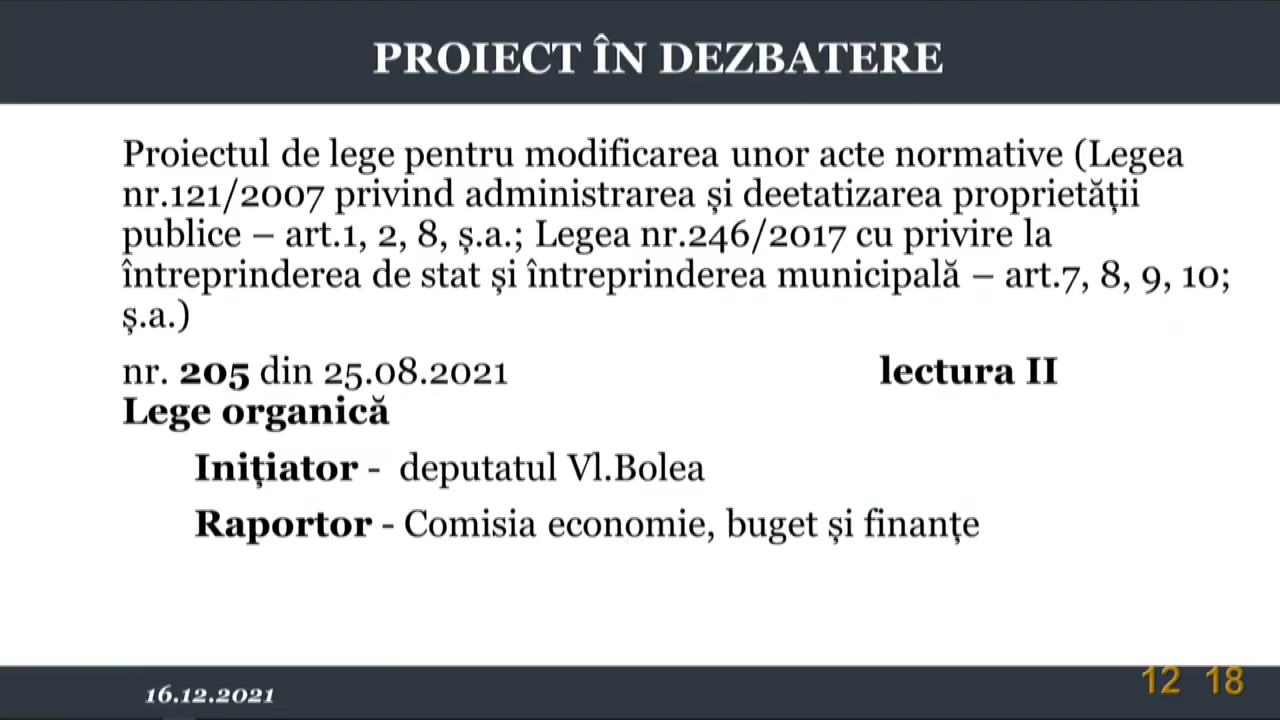 PROIECT ÎN DEZBATERE
Proiectul de lege pentru modificarea unor acte normative (Legea
nr.121/2007 privind administrarea și deetatizarea proprietății
publice – art.1, 2, 8, ș.a.; Legea nr.246/2017 cu privire la
întreprinderea de stat și întreprinderea municipală – art.7, 8, 9, 10;
ș.a.)
nr. 205 din 25.08.2021 lectura II
Lege organică
Inițiator - deputatul Vl.Bolea
Raportor - Comisia economie, buget și finanțe
16.12.2021 12 18